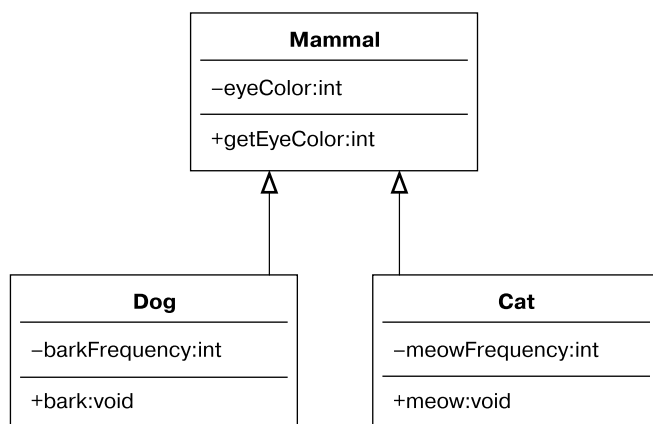 Mammal
–eyeColor:int
+getEyeColor:int
Dog
–barkFrequency:int
+bark:void
Cat
–meowFrequency:int
+meow:void